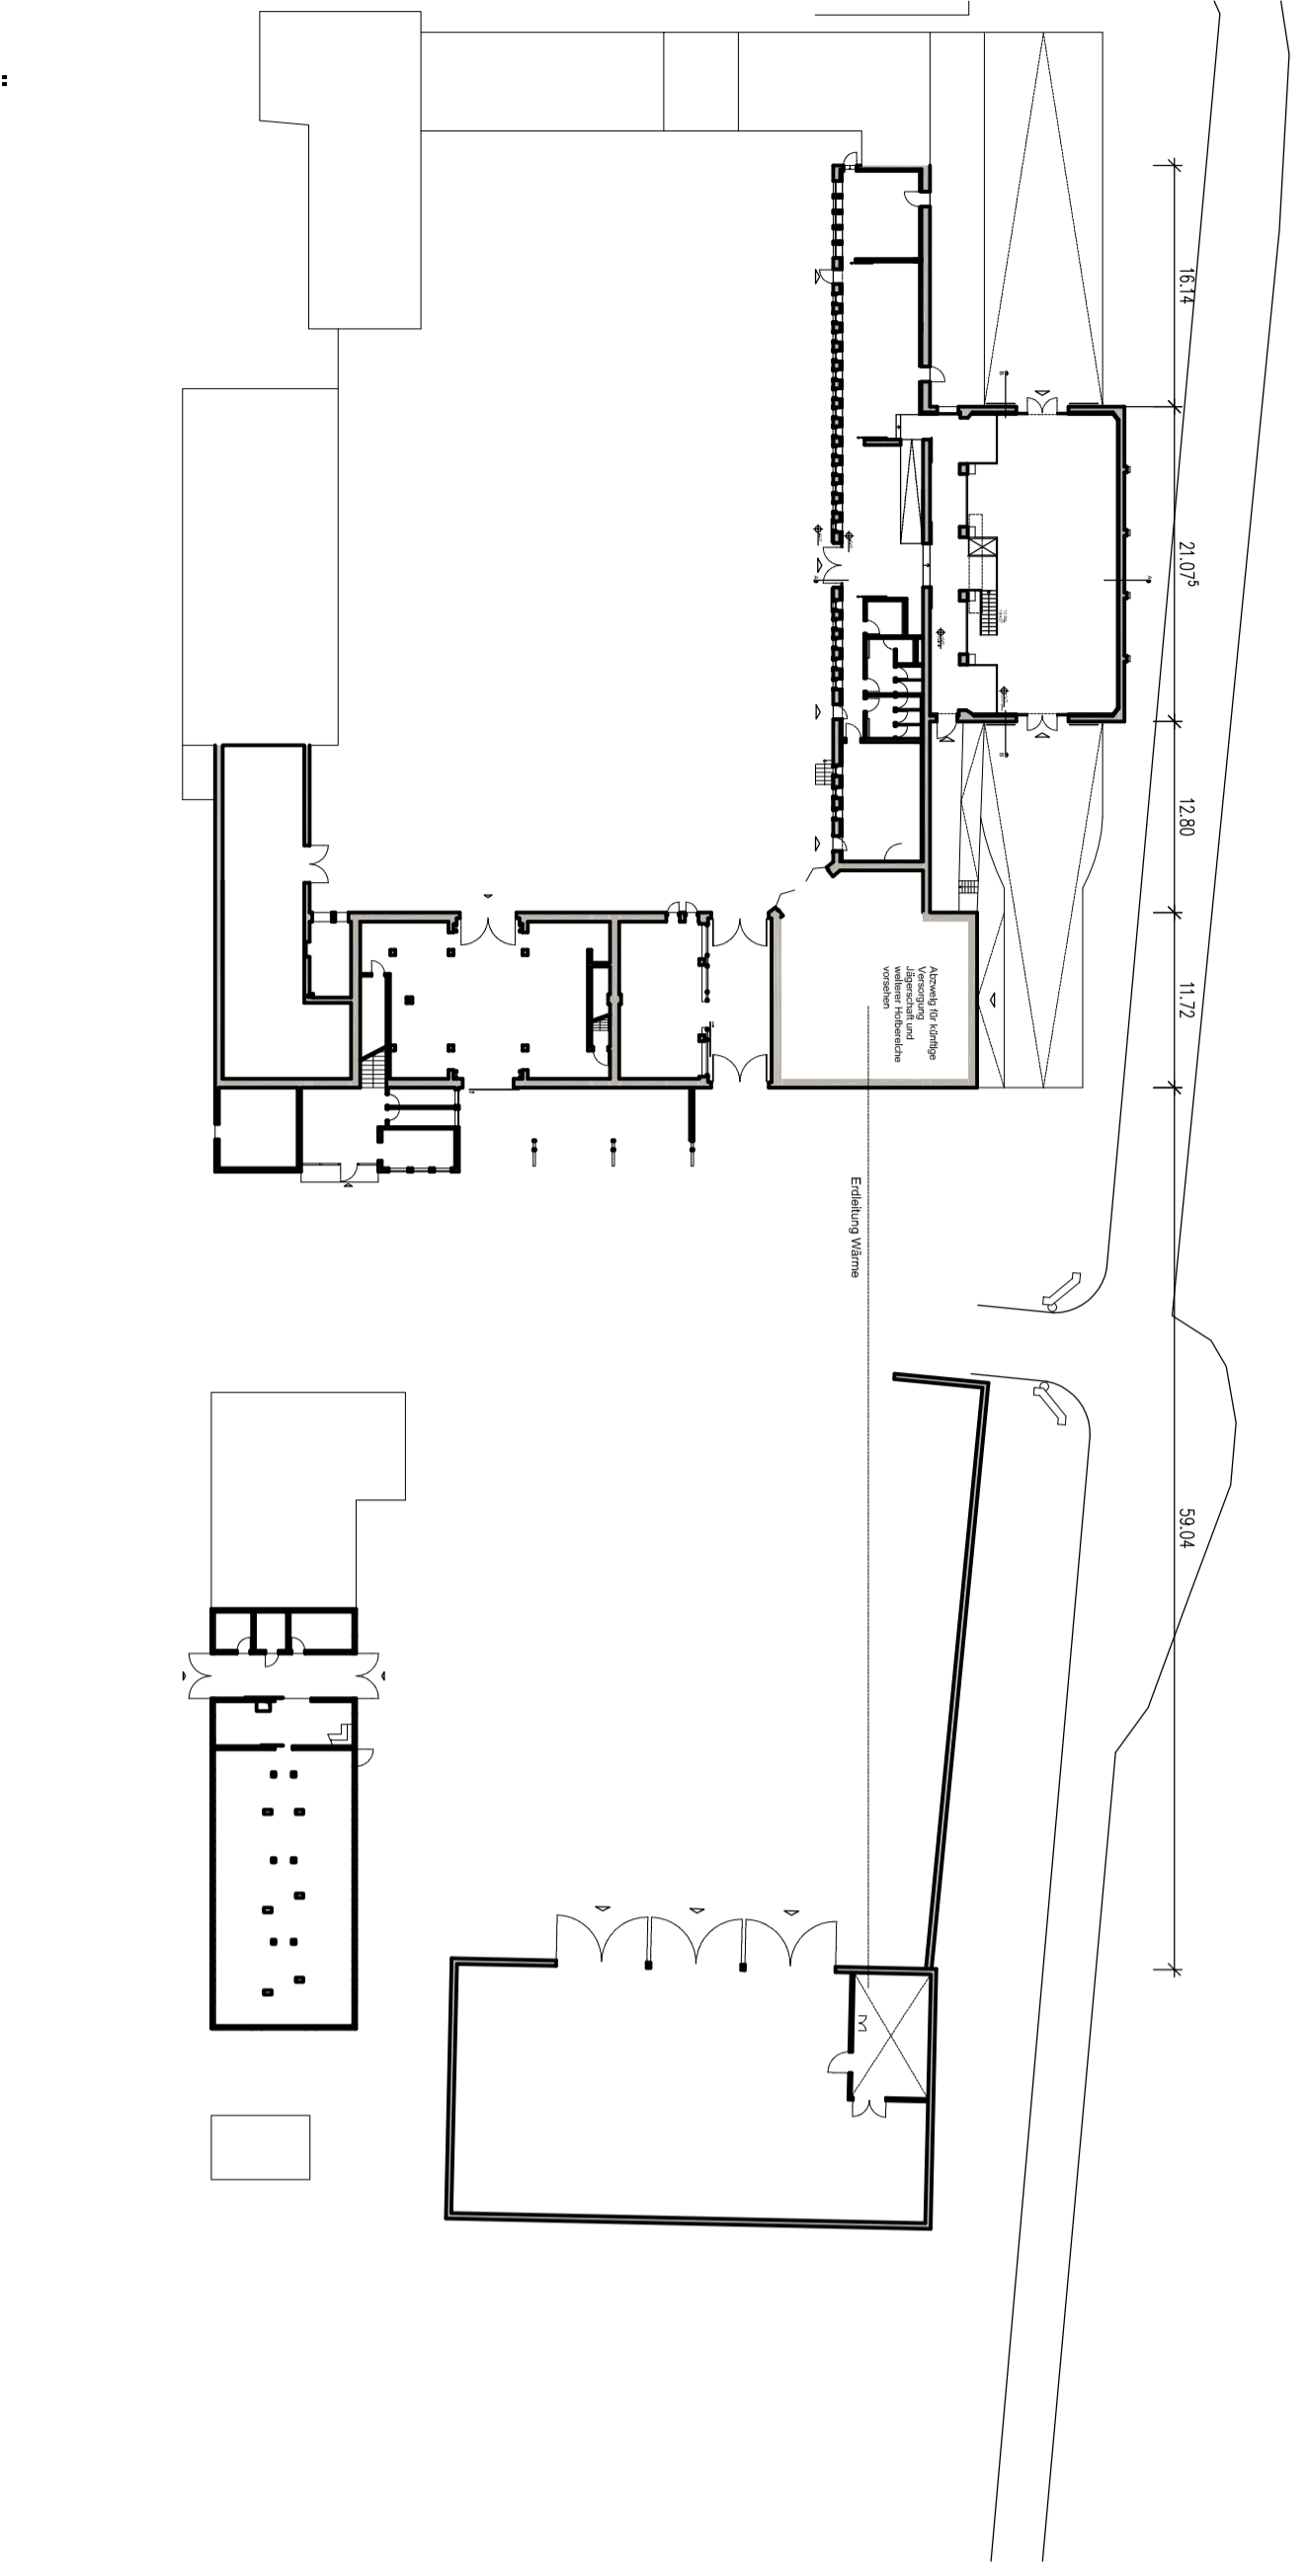 16.14
21.07⁵
12.80
11.72
59.04
Abzweig für künftige
Versorgung
Jägerschaft und
weiterer Hofbereiche
vorsehen
Erdleitung Wärme